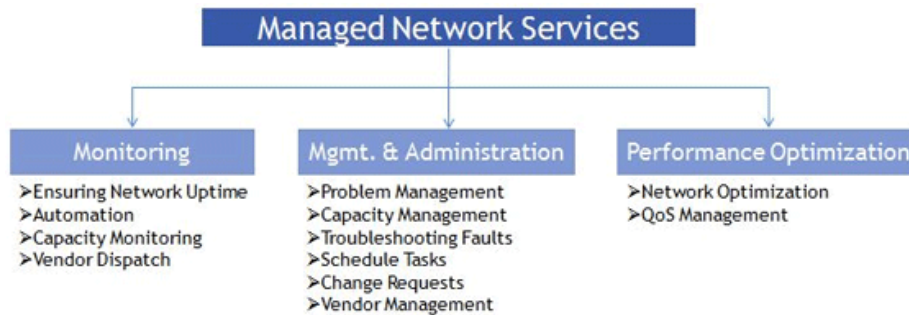 Managed Network Services
Monitoring
➢Ensuring Network Uptime
➢Automation
➢Capacity Monitoring
➢Vendor Dispatch
Mgmt. & Administration
➢Problem Management
➢Capacity Management
➢Troubleshooting Faults
➢Schedule Tasks
➢Change Requests
➢Vendor Management
Performance Optimization
➢Network Optimization
➢QoS Management